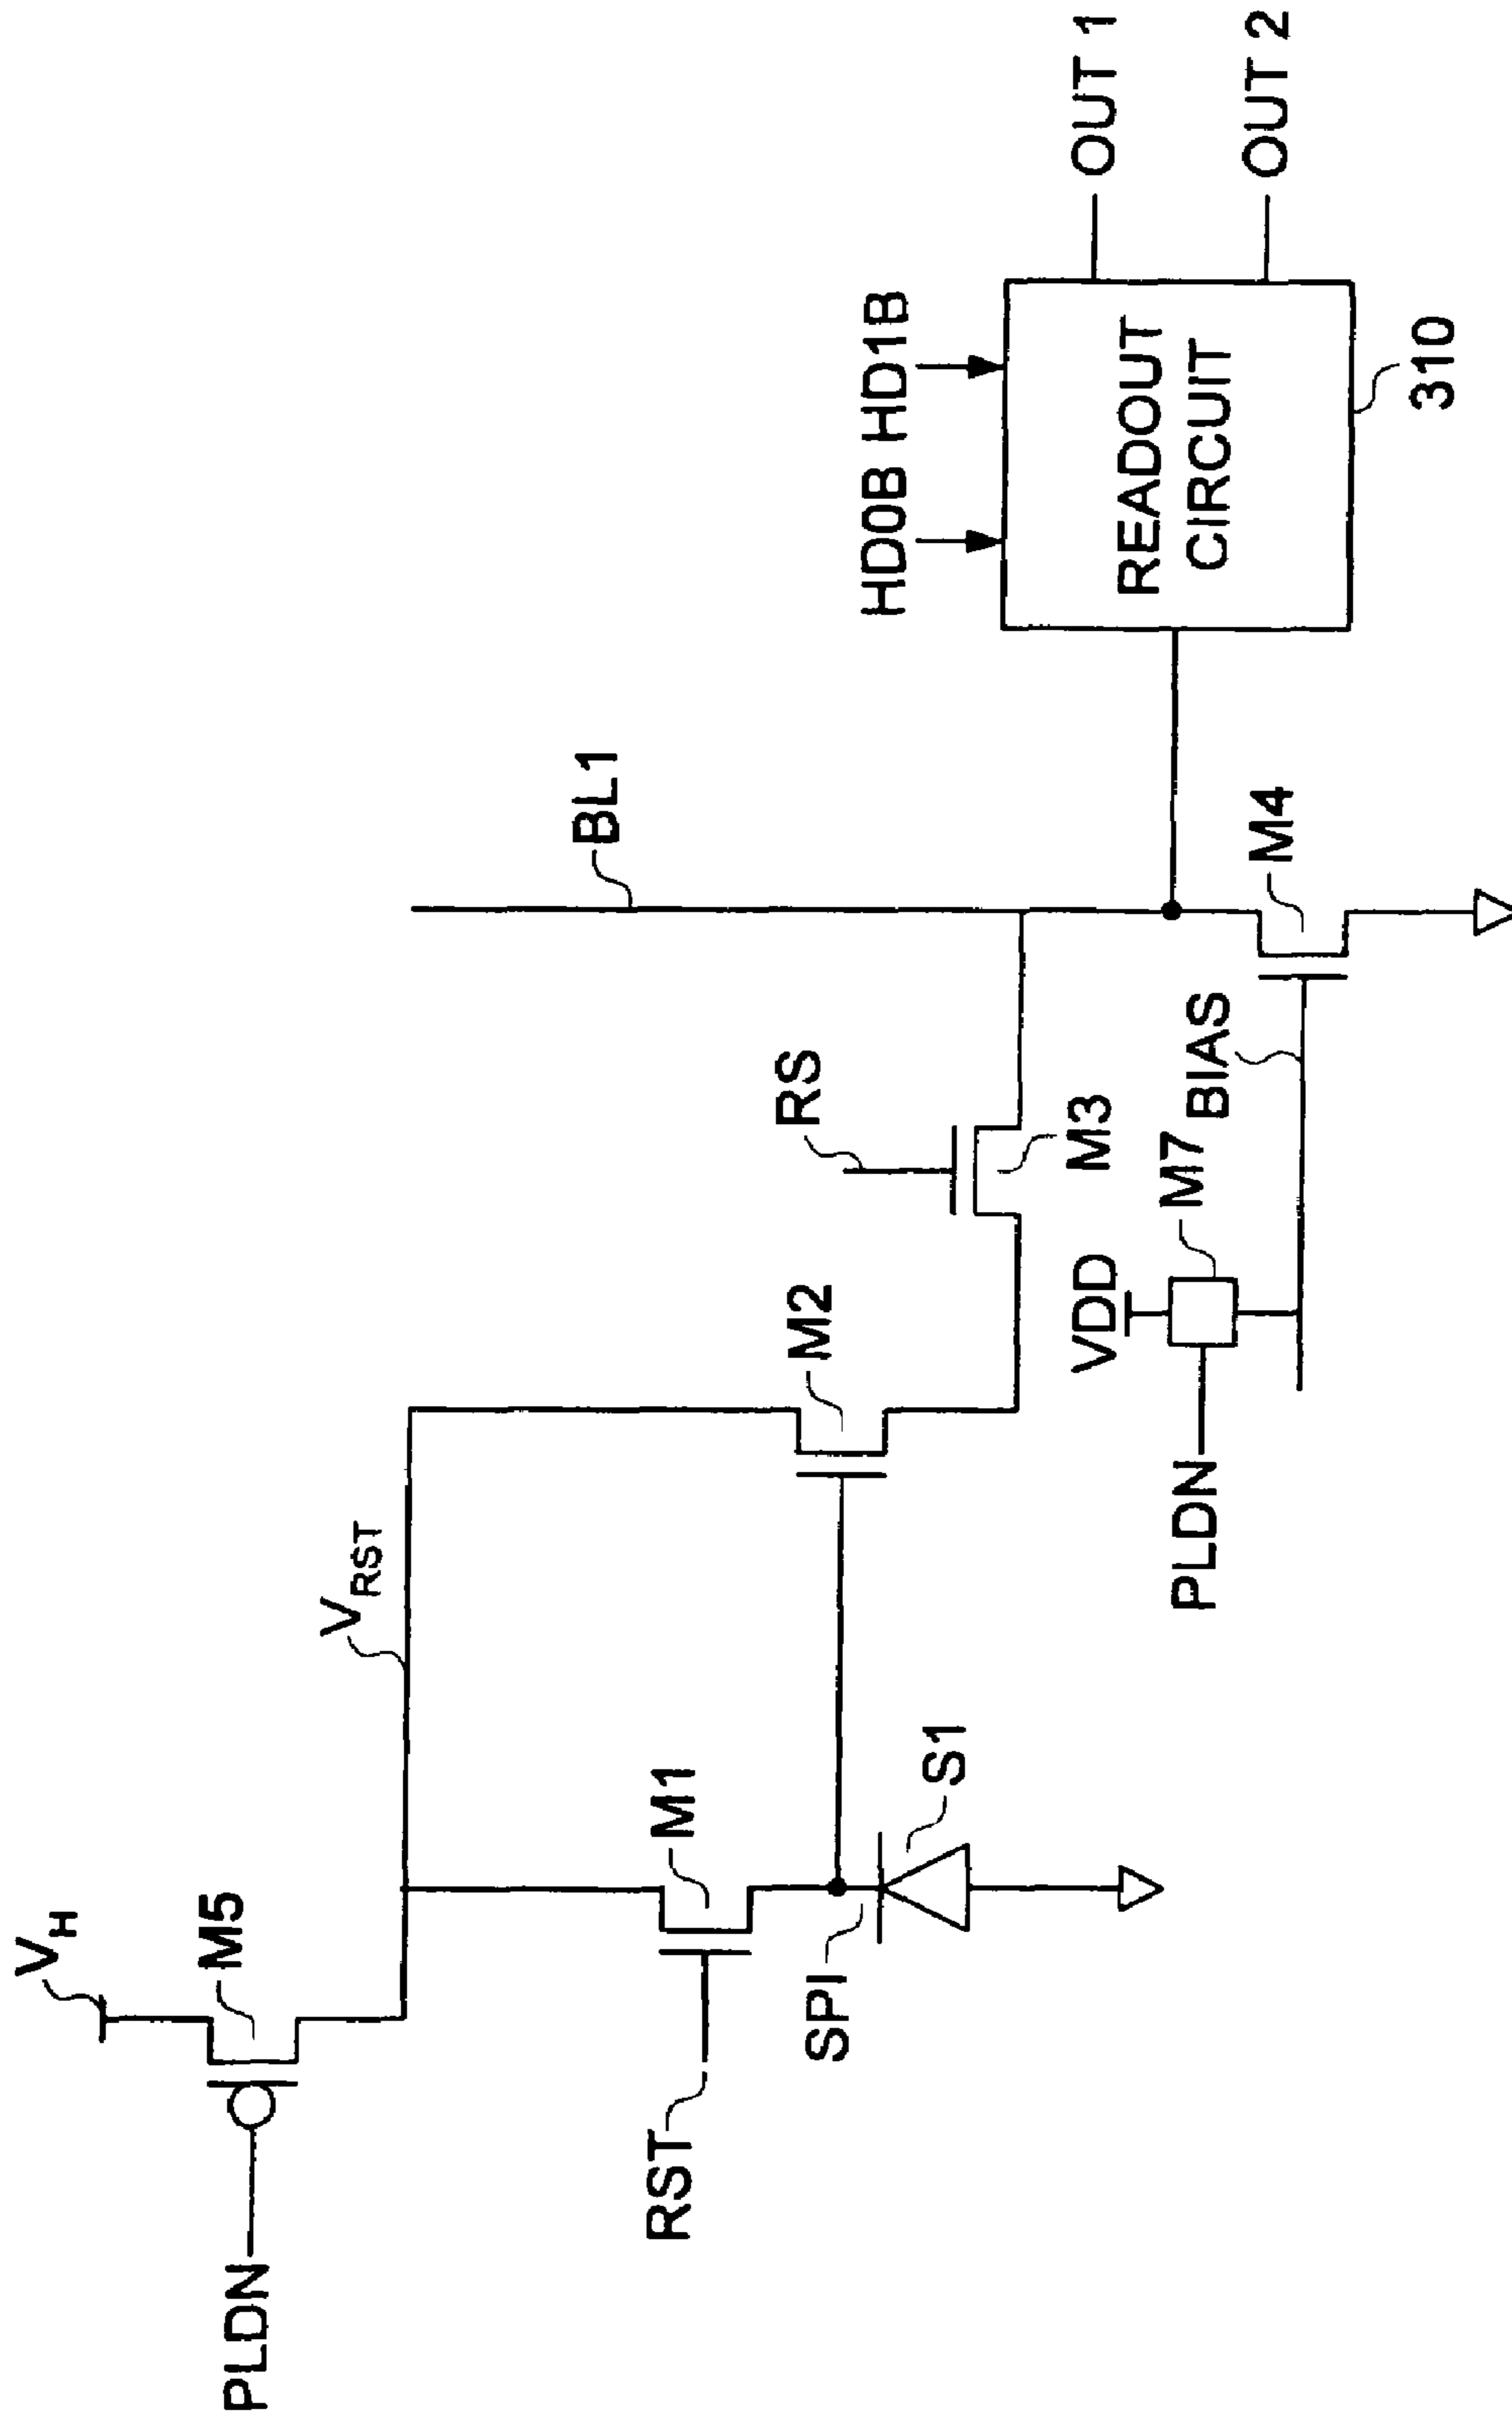 V_H
PLDN
M5
V_RST
RST
M1
M2
SPI
S1
RS
M3
BL1
VDD
M7
PLDN
BIAS
M4
HD0B HD1B
READOUT
CIRCUIT
310
OUT 1
OUT 2